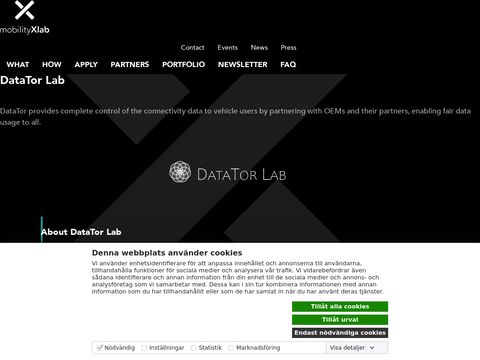 mobilityXlab
Contact Events News Press
WHAT HOW APPLY PARTNERS PORTFOLIO NEWSLETTER FAQ
DataTor Lab
DataTor provides complete control of the connectivity data to vehicle users by partnering with OEMs and their partners, enabling fair data
usage to all.
DATATOR LAB
About DataTor Lab
Denna webbplats använder cookies
Vi använder enhetsidentifierare för att anpassa innehållet och annonserna till användarna,
tillhandahålla funktioner för sociala medier och analysera vår trafik. Vi vidarebefordrar även
sådana identifierare och annan information från din enhet till de sociala medier och annons- och
analysföretag som vi samarbetar med. Dessa kan i sin tur kombinera informationen med annan
information som du har tillhandahållit eller som de har samlat in när du har använt deras tjänster.
Tillåt alla cookies
Tillåt urval
Endast nödvändiga cookies
Nödvändig Inställningar Statistik Marknadsföring Visa detaljer